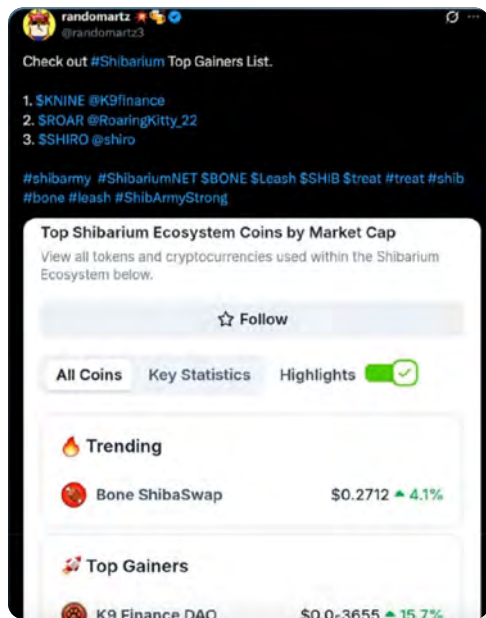 randomartz
@randomartz3
Check out #Shibarium Top Gainers List.
1. $KNINE @K9finance
2. $ROAR @RoaringKitty_22
3. $SHIRO @shiro
#shibarmy #ShibariumNET $BONE $Leash $SHIB $treat #treat #shib
#bone #leash #ShibArmyStrong
Top Shibarium Ecosystem Coins by Market Cap
View all tokens and cryptocurrencies used within the Shibarium
Ecosystem below.
Follow
All Coins Key Statistics Highlights
Trending
Bone ShibaSwap $0.2712 4.1%
Top Gainers
K9 Finance DAO 15.7%